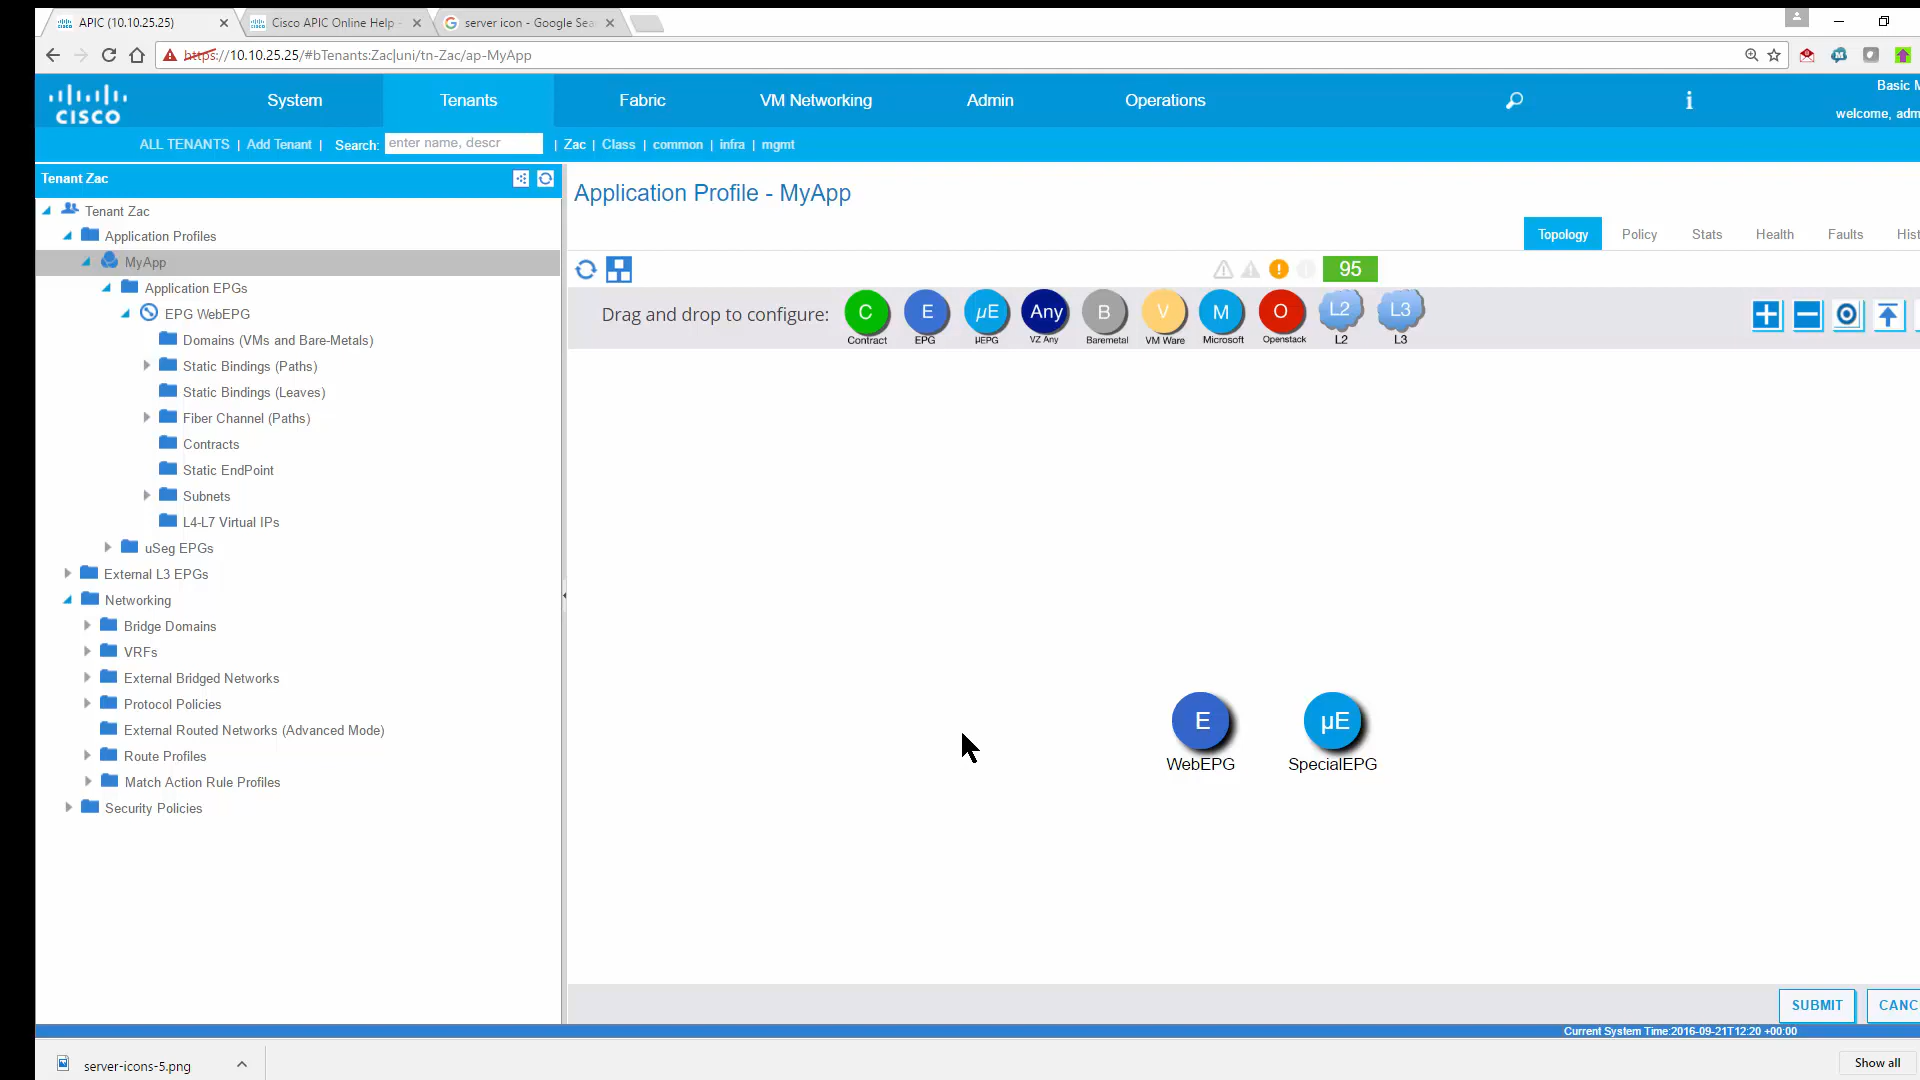 APIC (10.10.25.25)
Cisco APIC Online Help -
server icon - Google Sea
https://10.10.25.25/#bTenants:Zac|uni/tn-Zac/ap-MyApp
CISCO
System
Tenants
Fabric
VM Networking
Admin
Operations
i
Basic M
welcome, adm
ALL TENANTS | Add Tenant | Search: enter name, descr | Zac | Class | common | infra | mgmt
Tenant Zac
Tenant Zac
Application Profiles
MyApp
Application EPGs
EPG WebEPG
Domains (VMs and Bare-Metals)
Static Bindings (Paths)
Static Bindings (Leaves)
Fiber Channel (Paths)
Contracts
Static EndPoint
Subnets
L4-L7 Virtual IPs
uSeg EPGs
External L3 EPGs
Networking
Bridge Domains
VRFs
External Bridged Networks
Protocol Policies
External Routed Networks (Advanced Mode)
Route Profiles
Match Action Rule Profiles
Security Policies
Application Profile - MyApp
Topology
Policy
Stats
Health
Faults
Hist
95
Drag and drop to configure:
C
Contract
E
EPG
μE
μEPG
Any
VZ Any
B
Baremetal
V
VM Ware
M
Microsoft
O
Openstack
L2
L2
L3
L3
E
WebEPG
μE
SpecialEPG
SUBMIT
CANC
Current System Time:2016-09-21T12:20 +00:00
server-icons-5.png
Show all